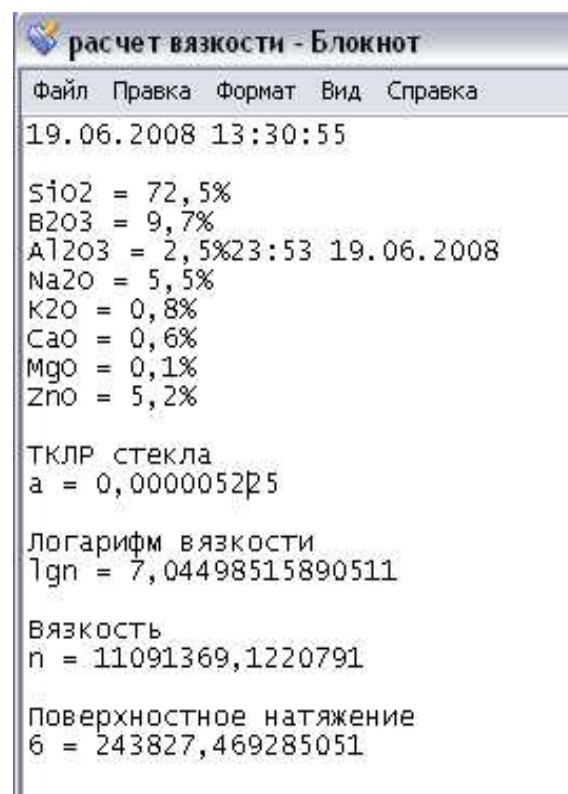 расчет вязкости - Блокнот
Файл Правка Формат Вид Справка
19.06.2008 13:30:55
SiO2 = 72,5%
B2O3 = 9,7%
Al2O3 = 2,5%23:53 19.06.2008
Na2O = 5,5%
K2O = 0,8%
CaO = 0,6%
MgO = 0,1%
ZnO = 5,2%
ТКЛР стекла
a = 0,000005225
Логарифм вязкости
lgn = 7,04498515890511
Вязкость
n = 11091369,1220791
Поверхностное натяжение
б = 243827,469285051